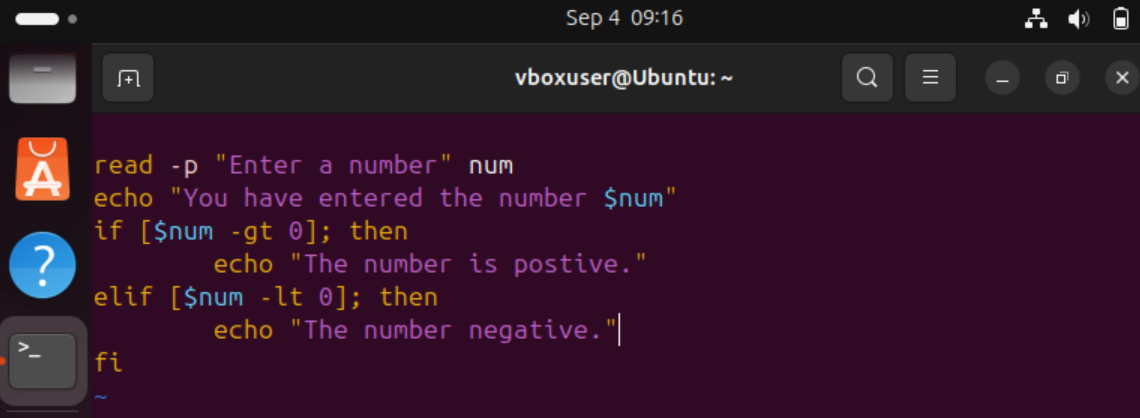 Sep 4 09:16
vboxuser@Ubuntu: ~
read -p "Enter a number" num
echo "You have entered the number $num"
if [$num -gt 0]; then
        echo "The number is postive."
elif [$num -lt 0]; then
        echo "The number negative."
fi
~